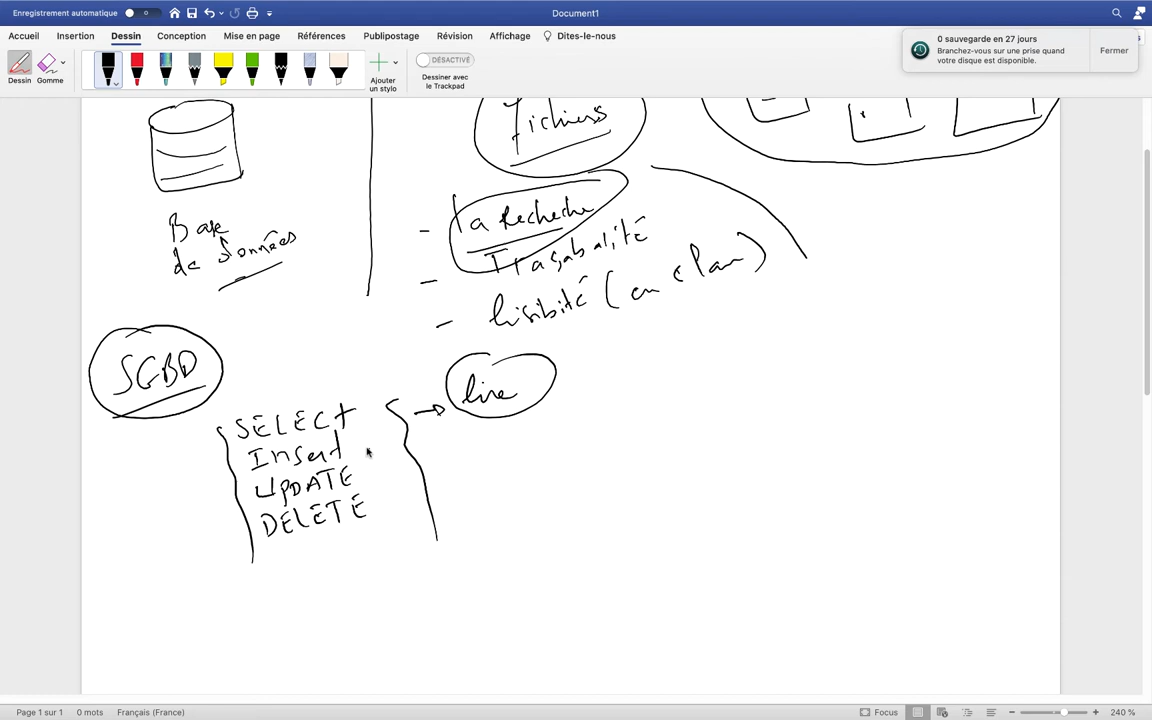 Enregistrement automatique
Document1
Accueil Insertion Dessin Conception Mise en page Références Publipostage Révision Affichage Dites-le-nous
0 sauvegarde en 27 jours
Branchez-vous sur une prise quand
votre disque est disponible.
Fermer
Dessin
Gomme
Ajouter
un stylo
DÉSACTIVÉ
Dessiner avec
le Trackpad
fichiers
Base
de données
- la Recheche
- Trasabalité
- lisibité (en clair)
SGBD
lire
SELECT
Insert
UPDATE
DELETE
Page 1 sur 1 0 mots Français (France) Focus 240 %